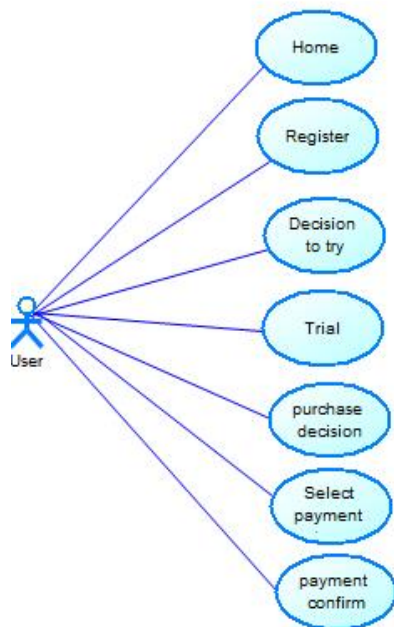 Home
Register
Decision
to try
Trial
User
purchase
decision
Select
payment
payment
confirm